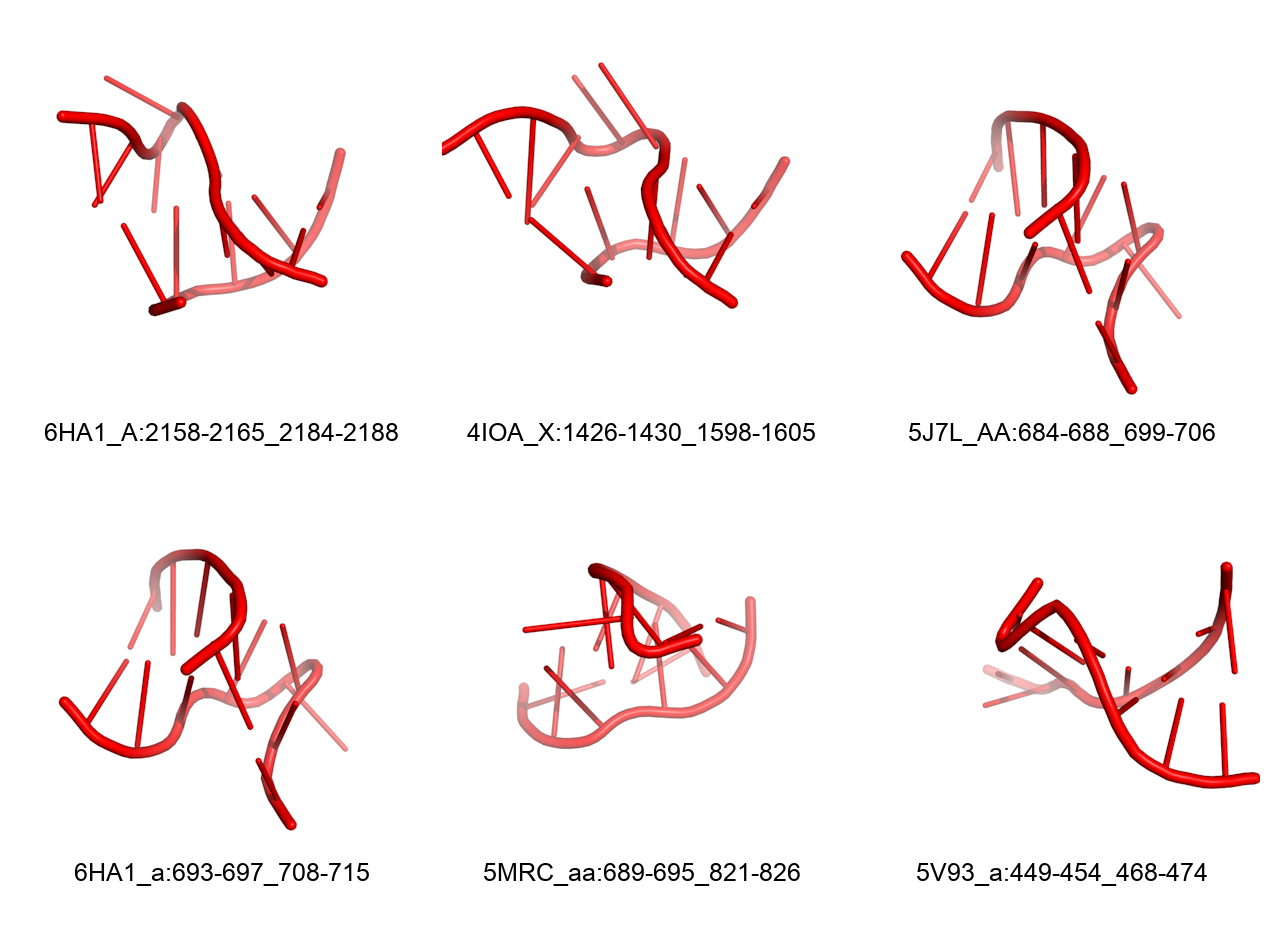 6HA1_A:2158-2165_2184-2188
4IOA_X:1426-1430_1598-1605
5J7L_AA:684-688_699-706
6HA1_a:693-697_708-715
5MRC_aa:689-695_821-826
5V93_a:449-454_468-474